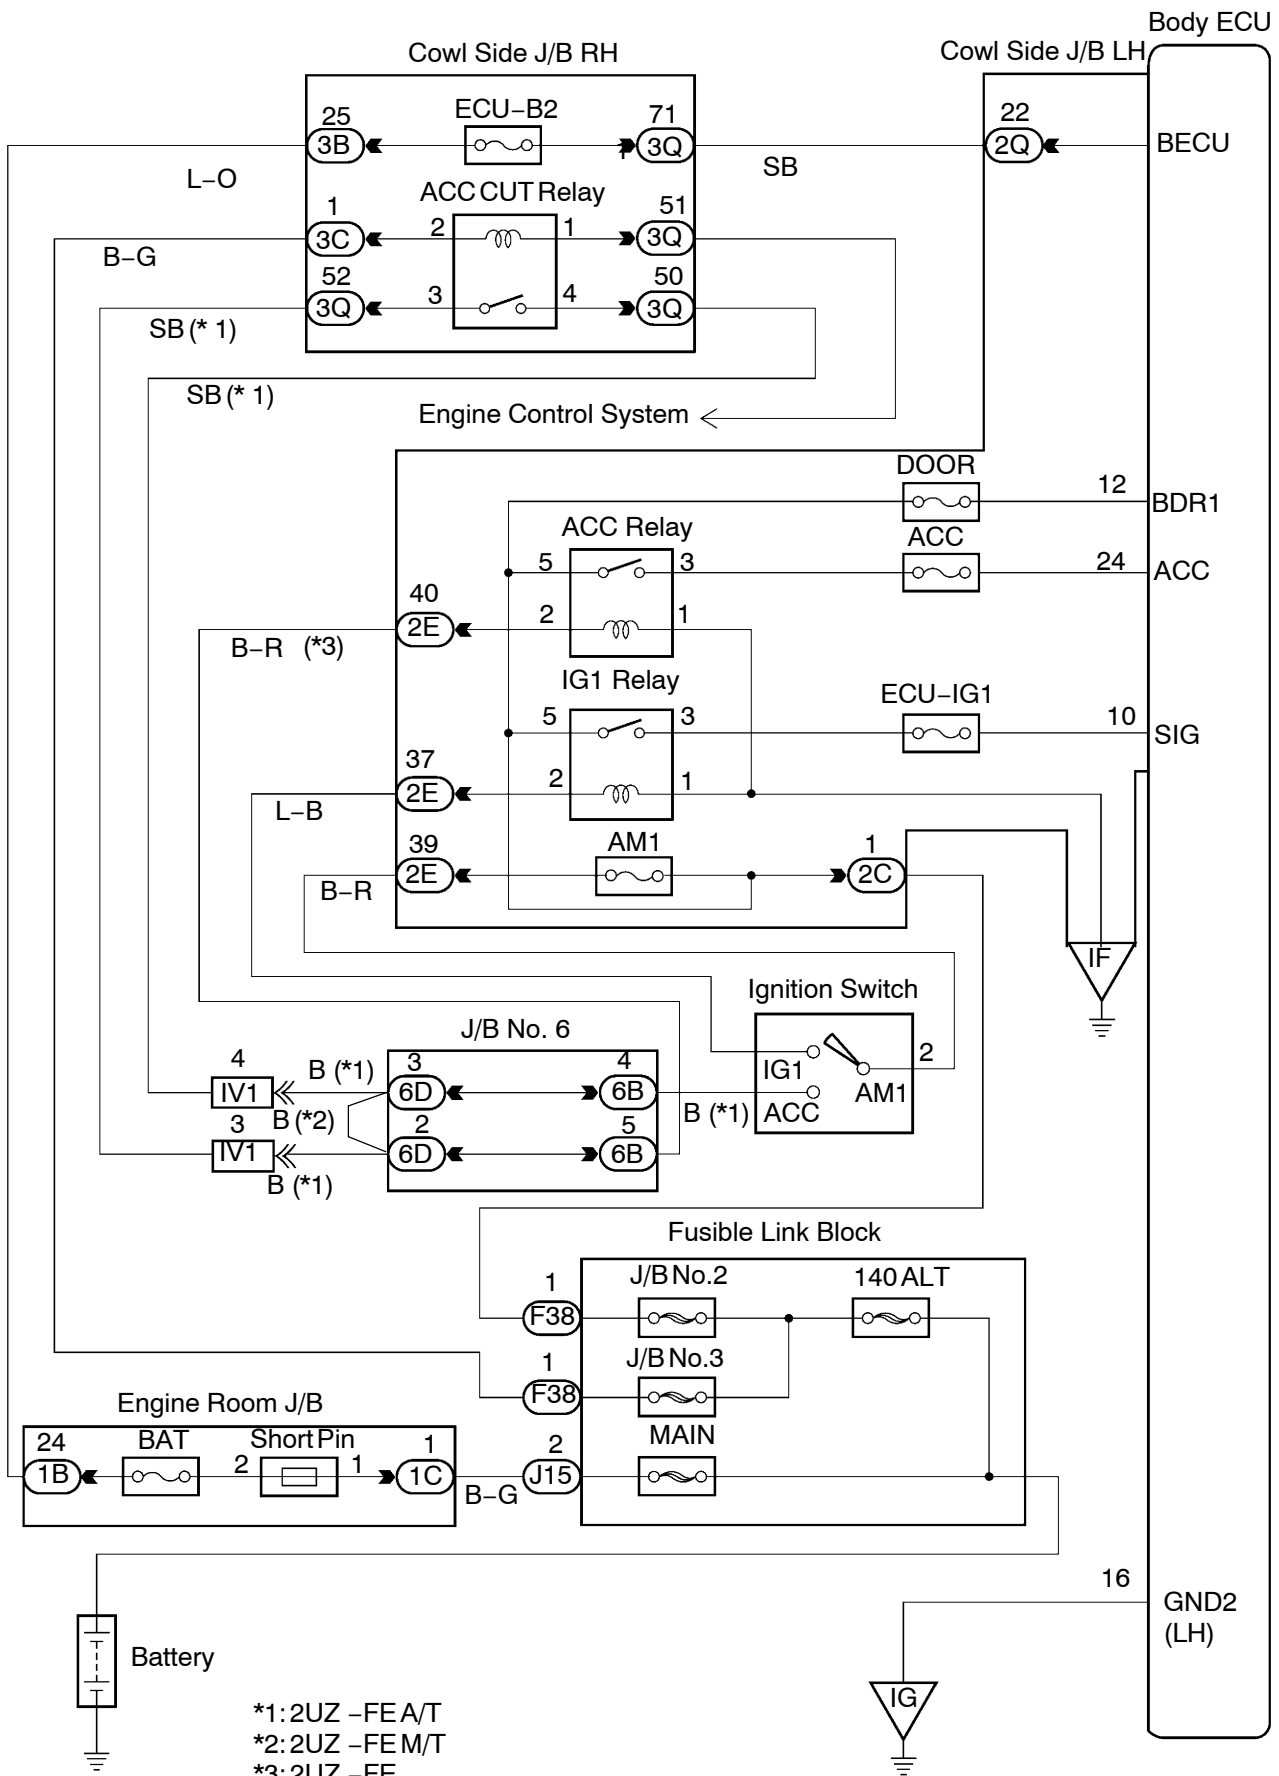 Body ECU
Cowl Side J/B RH
Cowl Side J/B LH
25
ECU-B2
71
22
3B
3Q
2Q
BECU
L-O
SB
1
ACC CUT Relay
51
3C
2
1
3Q
B-G
52
50
3Q
3
4
3Q
SB (* 1)
SB (* 1)
Engine Control System
DOOR
12
BDR1
ACC Relay
ACC
5
3
24
ACC
40
2E
2
1
B-R (*3)
IG1 Relay
ECU-IG1
5
3
10
SIG
37
2E
2
1
L-B
39
AM1
1
2E
2C
B-R
IF
Ignition Switch
J/B No. 6
4
B (*1)
3
4
IG1
2
IV1
6D
6B
AM1
B (*2)
B (*1)
ACC
3
2
5
IV1
6D
6B
B (*1)
Fusible Link Block
1
J/B No.2
140 ALT
F38
1
J/B No.3
F38
Engine Room J/B
24
BAT
Short Pin
1
2
MAIN
1B
2
1
1C
J15
B-G
16
GND2
(LH)
Battery
IG
*1: 2UZ -FE A/T
*2: 2UZ -FE M/T
*3: 2UZ -FE